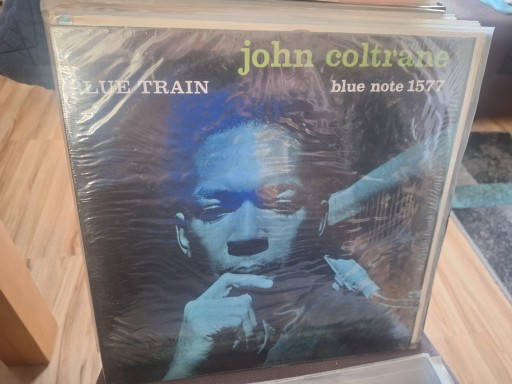 john coltrane
BLUE TRAIN
blue note 1577